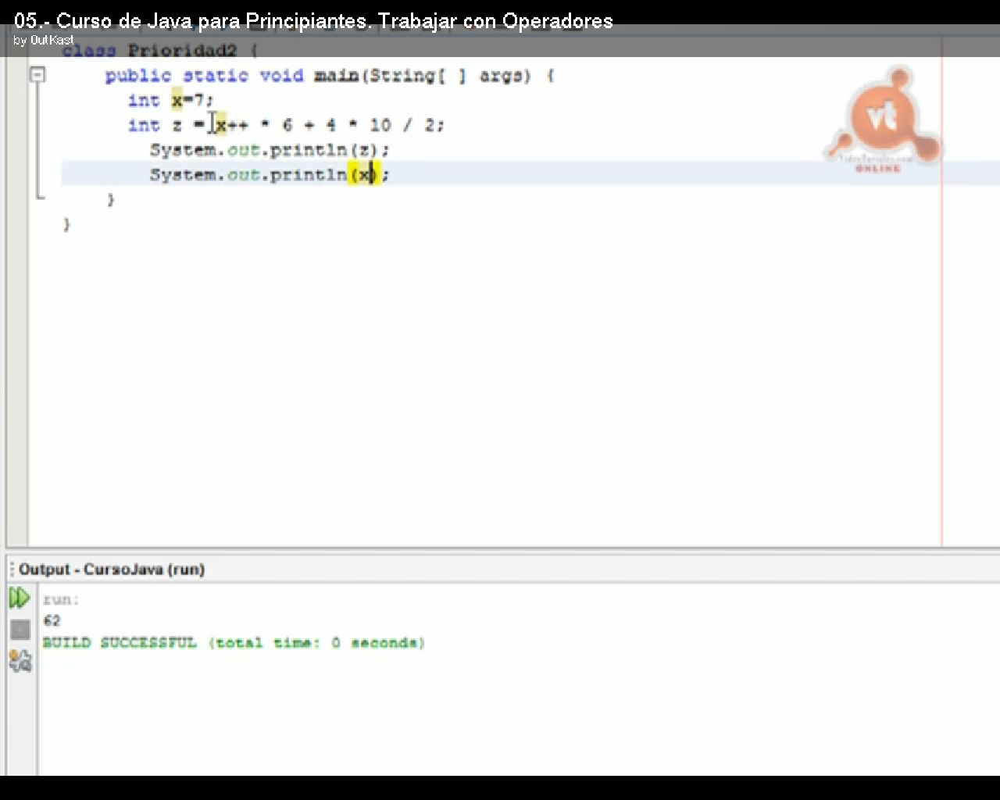 05.- Curso de Java para Principiantes. Trabajar con Operadores
by OutKast
class Prioridad2 {
public static void main(String[ ] args) {
int x=7;
int z = x++ * 6 + 4 * 10 / 2;
System.out.println(z);
System.out.println(x);
}
}
vt
ONLINE
Output - CursoJava (run)
run:
62
BUILD SUCCESSFUL (total time: 0 seconds)